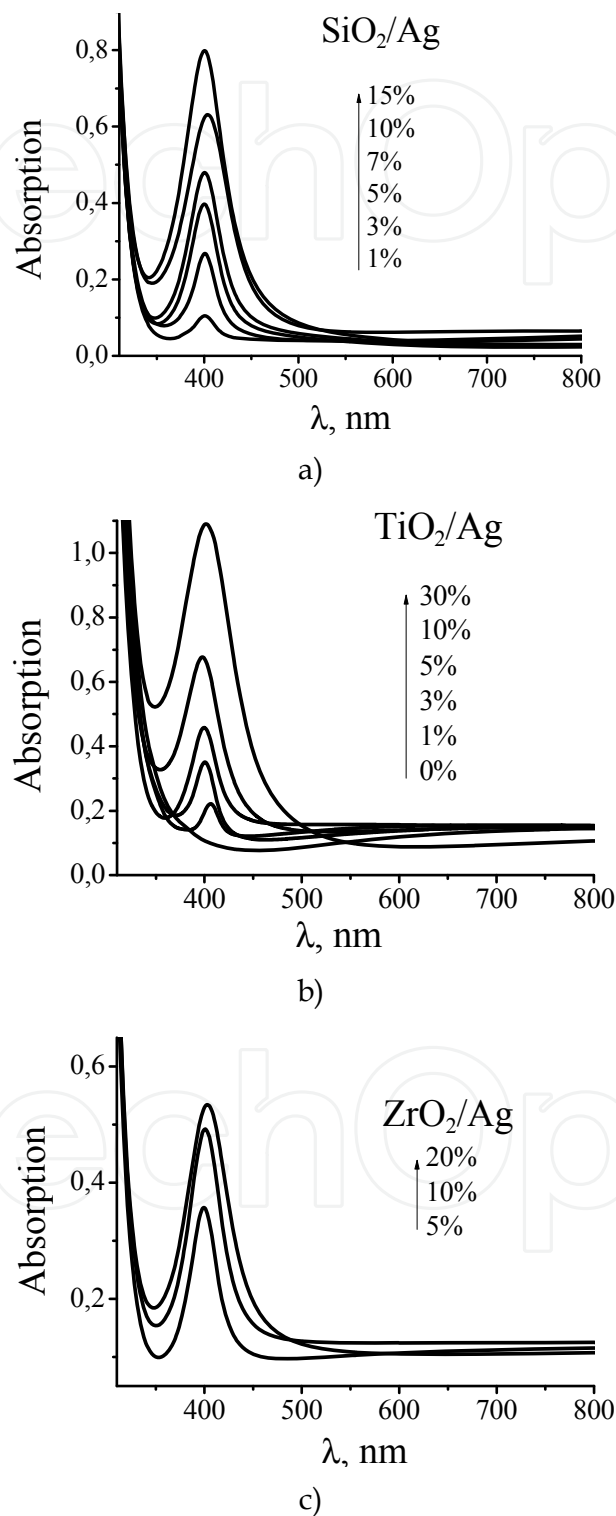 SiO₂/Ag
15%
10%
7%
5%
3%
1%
Absorption
0,8
0,6
0,4
0,2
0,0
400 500 600 700 800
λ, nm
a)
TiO₂/Ag
30%
10%
5%
3%
1%
0%
Absorption
1,0
0,8
0,6
0,4
0,2
0,0
400 500 600 700 800
λ, nm
b)
ZrO₂/Ag
20%
10%
5%
Absorption
0,6
0,4
0,2
400 500 600 700 800
λ, nm
c)
echOp
echOp